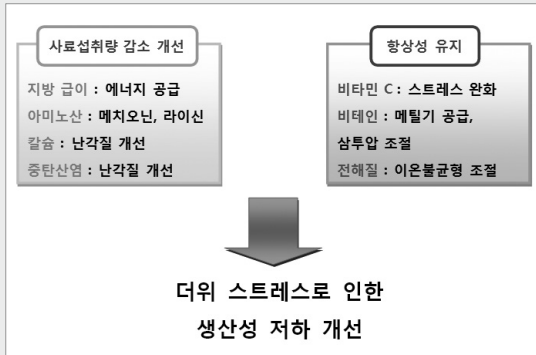 사료섭취량 감소 개선
지방 급이 : 에너지 공급
아미노산 : 메치오닌, 라이신
칼슘 : 난각질 개선
중탄산염 : 난각질 개선
항상성 유지
비타민 C : 스트레스 완화
비테인 : 메틸기 공급,
삼투압 조절
전해질 : 이온불균형 조절
더위 스트레스로 인한
생산성 저하 개선